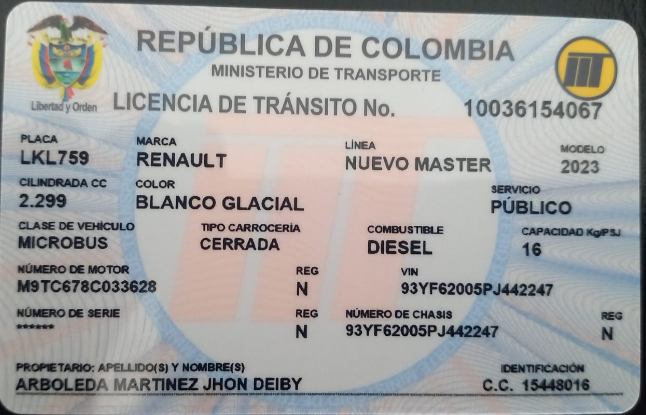 REPÚBLICA DE COLOMBIA
MINISTERIO DE TRANSPORTE
Libertad y Orden
LICENCIA DE TRÁNSITO No. 10036154067
PLACA MARCA LÍNEA MODELO
LKL759 RENAULT NUEVO MASTER 2023
CILINDRADA CC COLOR SERVICIO
2.299 BLANCO GLACIAL PÚBLICO
CLASE DE VEHÍCULO TIPO CARROCERÍA COMBUSTIBLE CAPACIDAD Kg/PSJ
MICROBUS CERRADA DIESEL 16
NÚMERO DE MOTOR REG VIN
M9TC678C033628 N 93YF62005PJ442247
NÚMERO DE SERIE REG NÚMERO DE CHASIS REG
****** N 93YF62005PJ442247 N
PROPIETARIO: APELLIDO(S) Y NOMBRE(S) IDENTIFICACIÓN
ARBOLEDA MARTINEZ JHON DEIBY C.C. 15448016